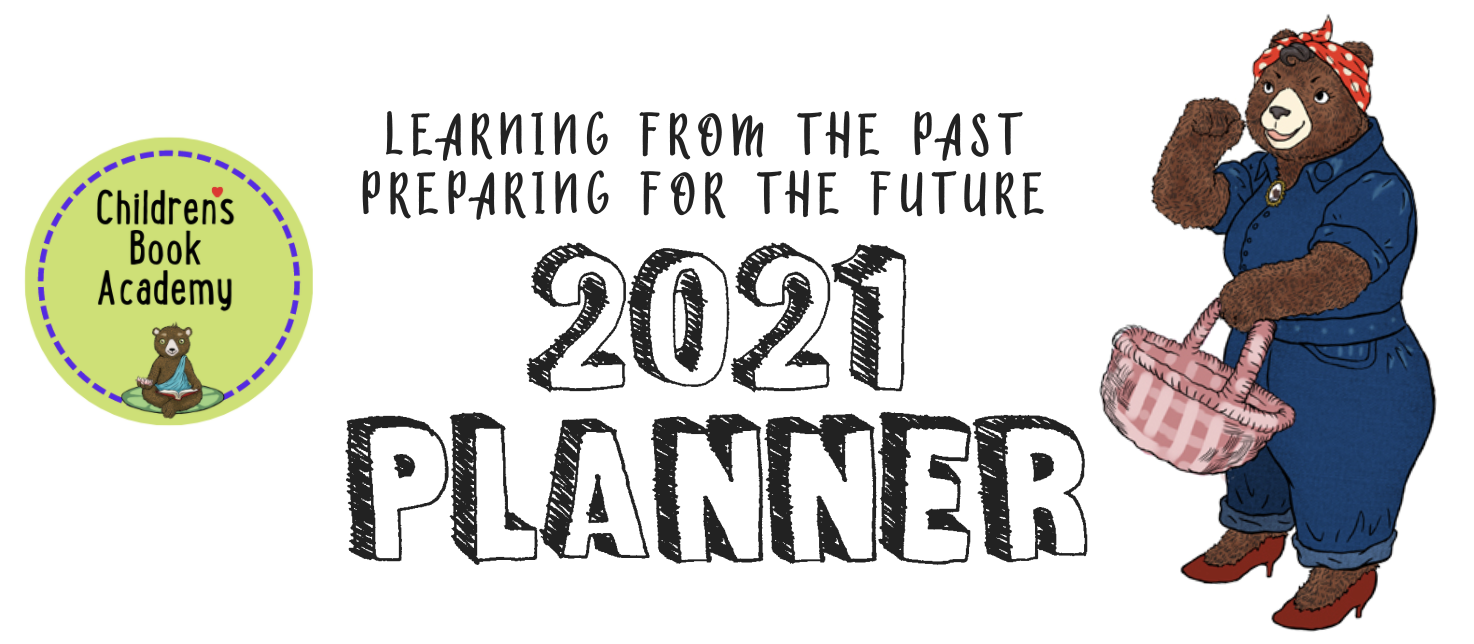 Children's
Book
Academy
LEARNING FROM THE PAST
PREPARING FOR THE FUTURE
2021
PLANNER